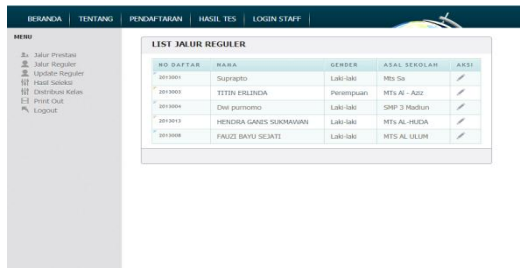 BERANDA TENTANG PENDAFTARAN HASIL TES LOGIN STAFF
MENU
Jalur Prestasi
Jalur Reguler
Update Reguler
Hasil Seleksi
Distribusi Kelas
Print Out
Logout
LIST JALUR REGULER
NO DAFTAR NAMA GENDER ASAL SEKOLAH AKSI
2013001 Suprapto Laki-laki Mts Sa
2013003 TITIN ERLINDA Perempuan MTs Al - Aziz
2013004 Dwi purnomo Laki-laki SMP 3 Madiun
2013013 HENDRA GANIS SUKMAWAN Laki-laki MTs AL-HUDA
2013008 FAUZI BAYU SEJATI Laki-laki MTS AL ULUM